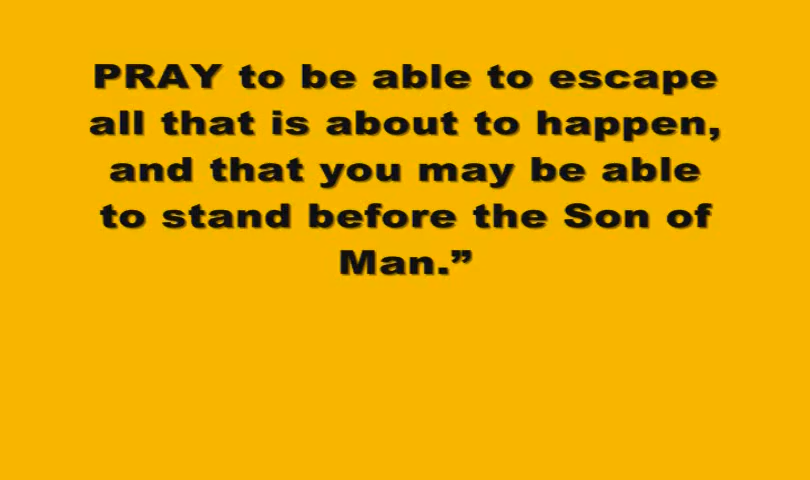 PRAY to be able to escape
all that is about to happen,
and that you may be able
to stand before the Son of
Man.”